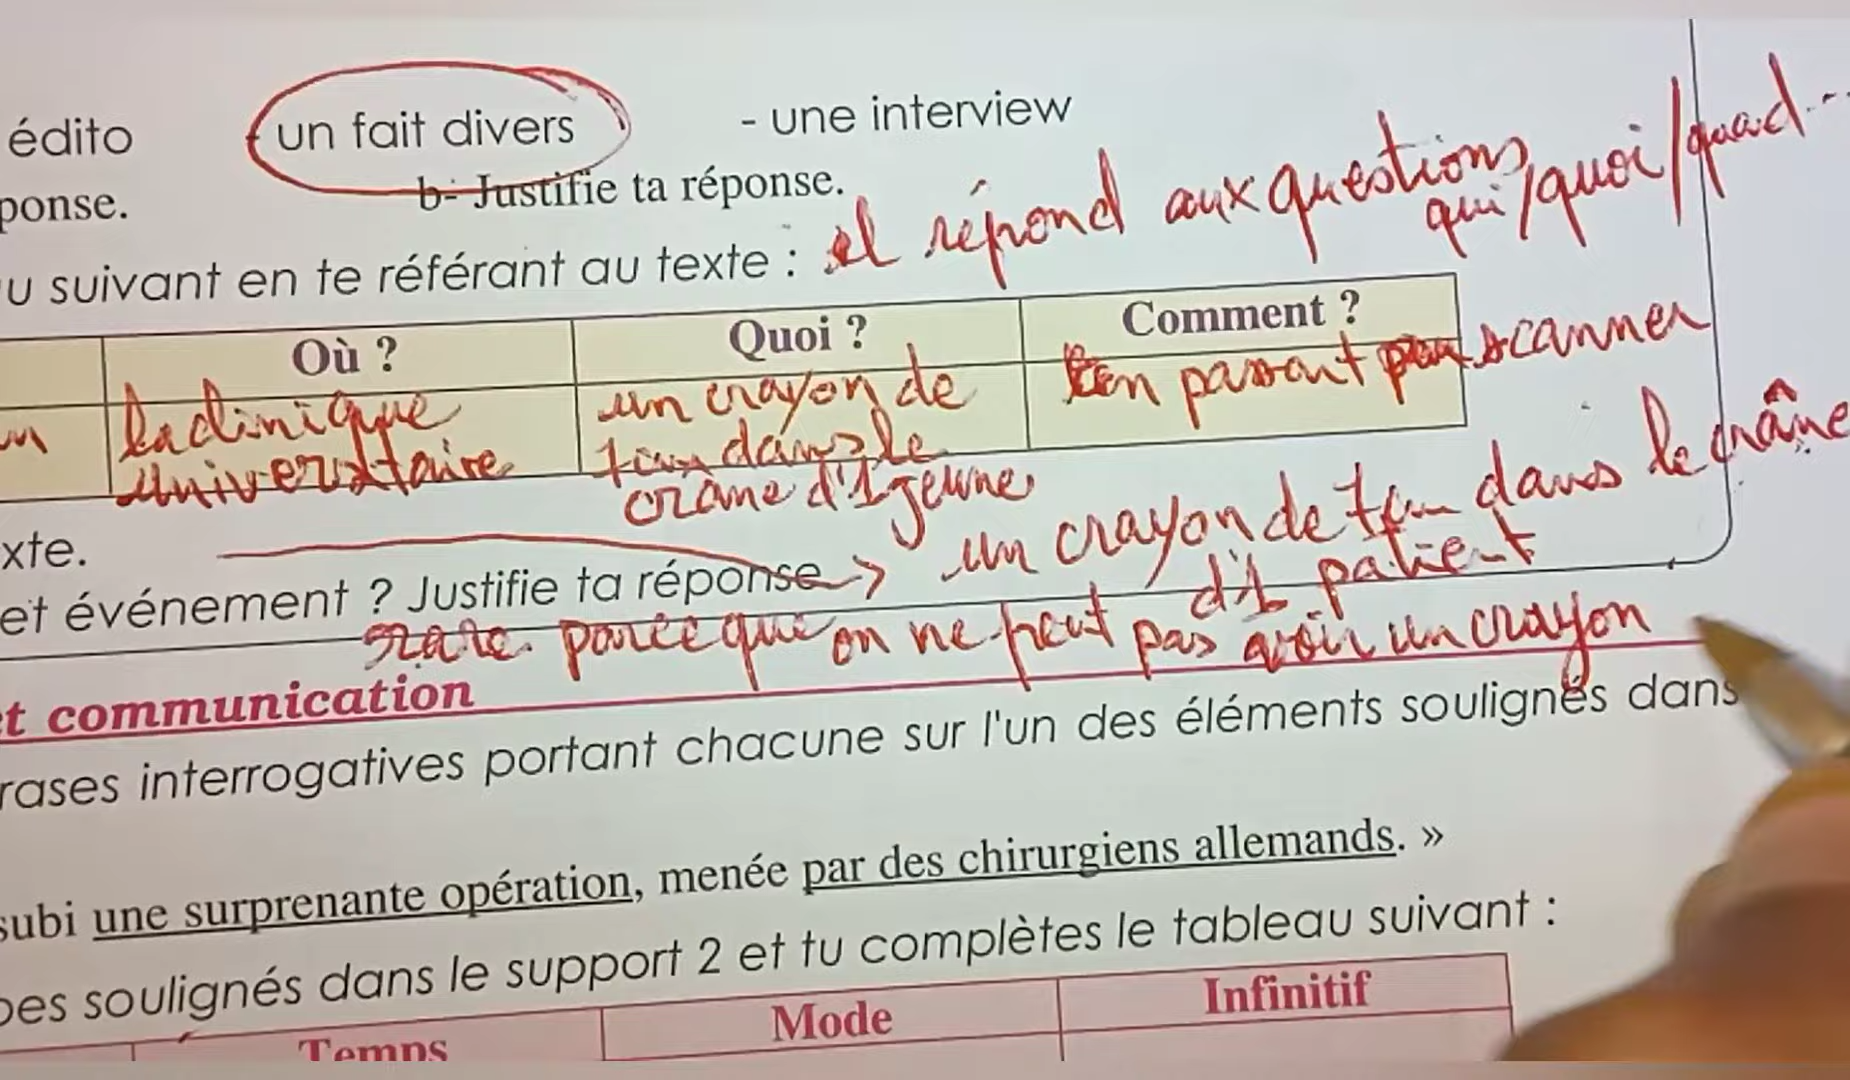 édito un fait divers - une interview
ponse. b- Justifie ta réponse.
il répond aux questions
qui/quoi/quad...
u suivant en te référant au texte :
Où ? Quoi ? Comment ?
la clinique un crayon de en passant scanner
universitaire dans le
crâne d'1 jeune
xte. un crayon de dans le crâne
et événement ? Justifie ta réponse d'1 patient
rare parce que on ne peut pas avoir un crayon
et communication
rases interrogatives portant chacune sur l'un des éléments soulignés dans
subi une surprenante opération, menée par des chirurgiens allemands. »
bes soulignés dans le support 2 et tu complètes le tableau suivant :
Temps Mode Infinitif